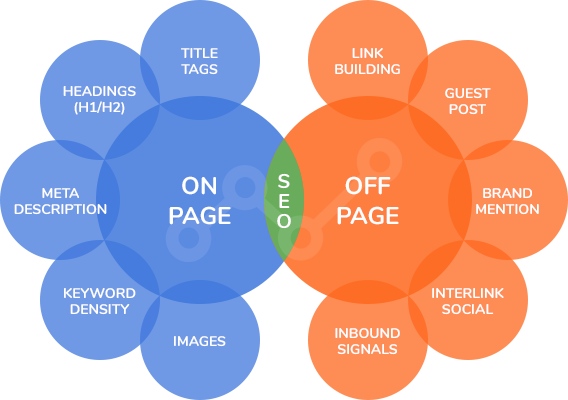 TITLE
TAGS
HEADINGS
(H1/H2)
META
DESCRIPTION
KEYWORD
DENSITY
IMAGES
ON
PAGE
S
E
O
OFF
PAGE
LINK
BUILDING
GUEST
POST
BRAND
MENTION
INTERLINK
SOCIAL
INBOUND
SIGNALS